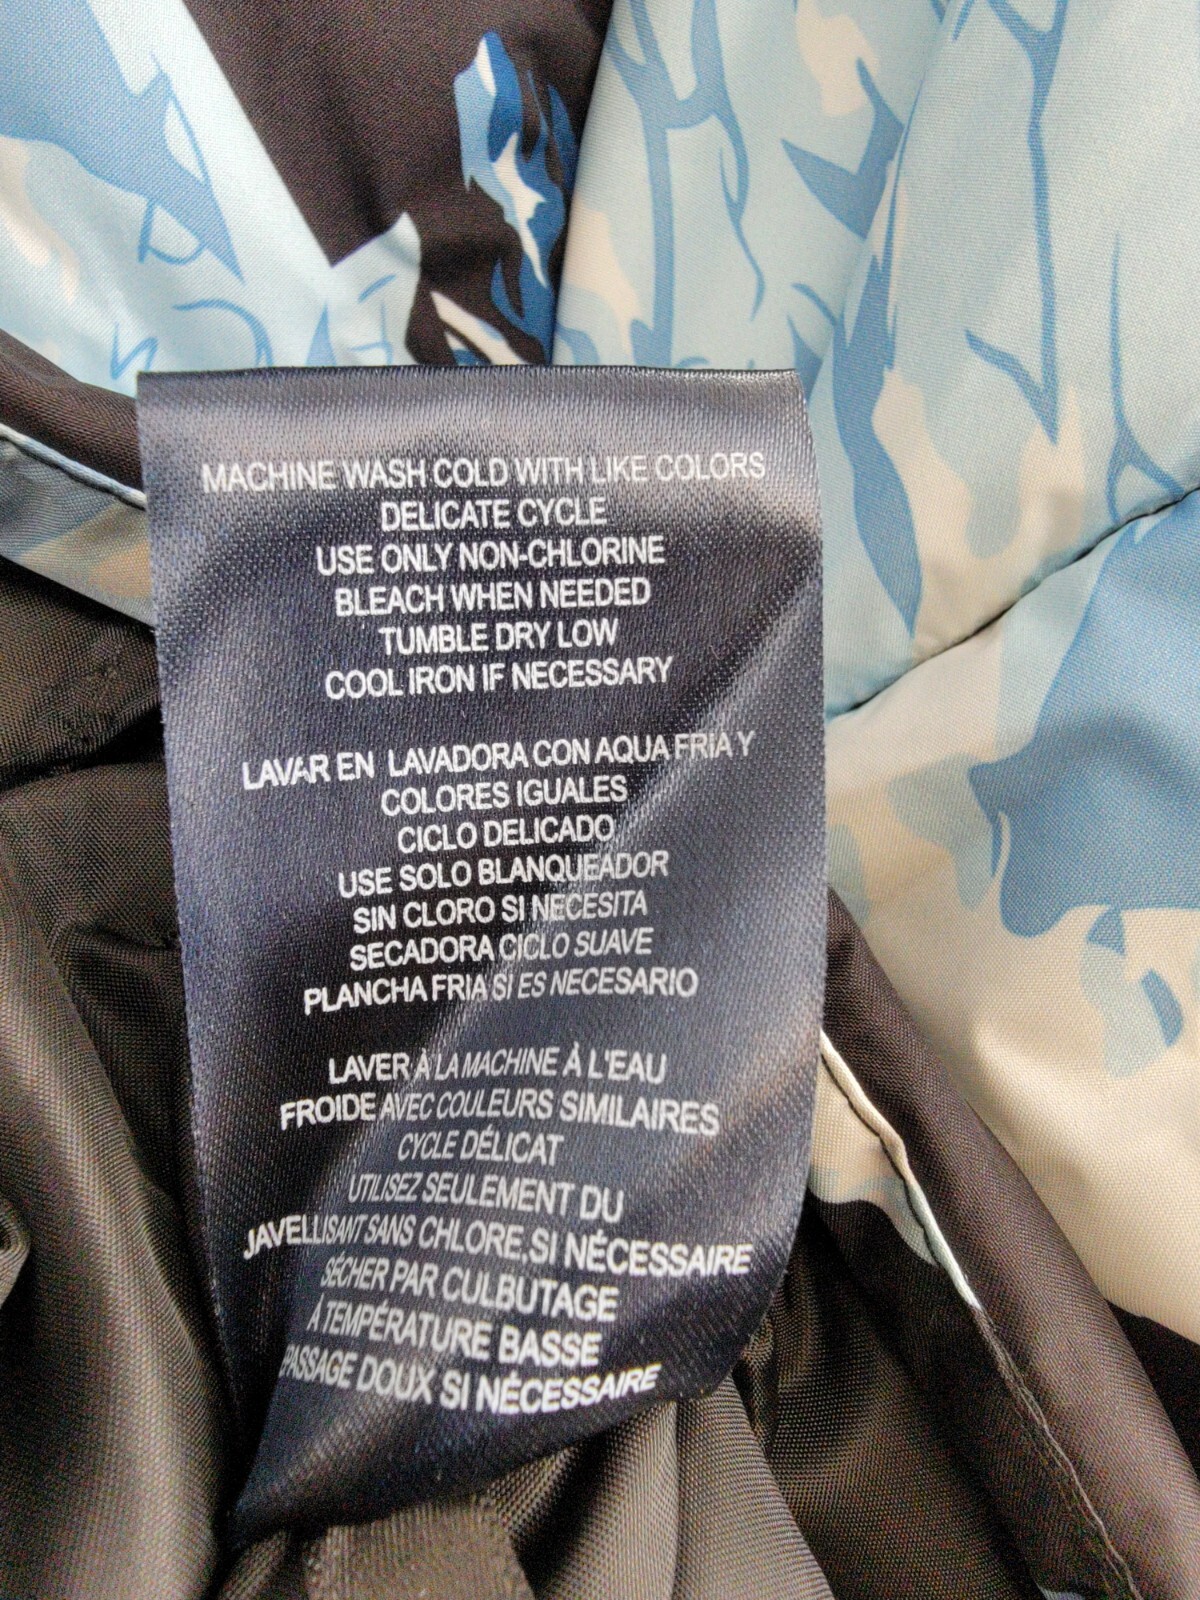 MACHINE WASH COLD WITH LIKE COLORS
DELICATE CYCLE
USE ONLY NON-CHLORINE
BLEACH WHEN NEEDED
TUMBLE DRY LOW
COOL IRON IF NECESSARY
LAVAR EN LAVADORA CON AQUA FRIA Y
COLORES IGUALES
CICLO DELICADO
USE SOLO BLANQUEADOR
SIN CLORO SI NECESITA
SECADORA CICLO SUAVE
PLANCHA FRIA SI ES NECESARIO
LAVER À LA MACHINE À L'EAU
FROIDE AVEC COULEURS SIMILAIRES
CYCLE DÉLICAT
UTILISEZ SEULEMENT DU
JAVELLISANT SANS CHLORE,SI NÉCESSAIRE
SÉCHER PAR CULBUTAGE
À TEMPÉRATURE BASSE
PASSAGE DOUX SI NÉCESSAIRE